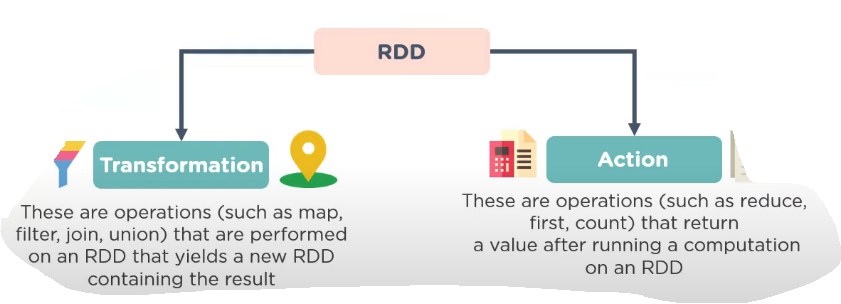 RDD
Transformation
These are operations (such as map,
filter, join, union) that are performed
on an RDD that yields a new RDD
containing the result
Action
These are operations (such as reduce,
first, count) that return
a value after running a computation
on an RDD